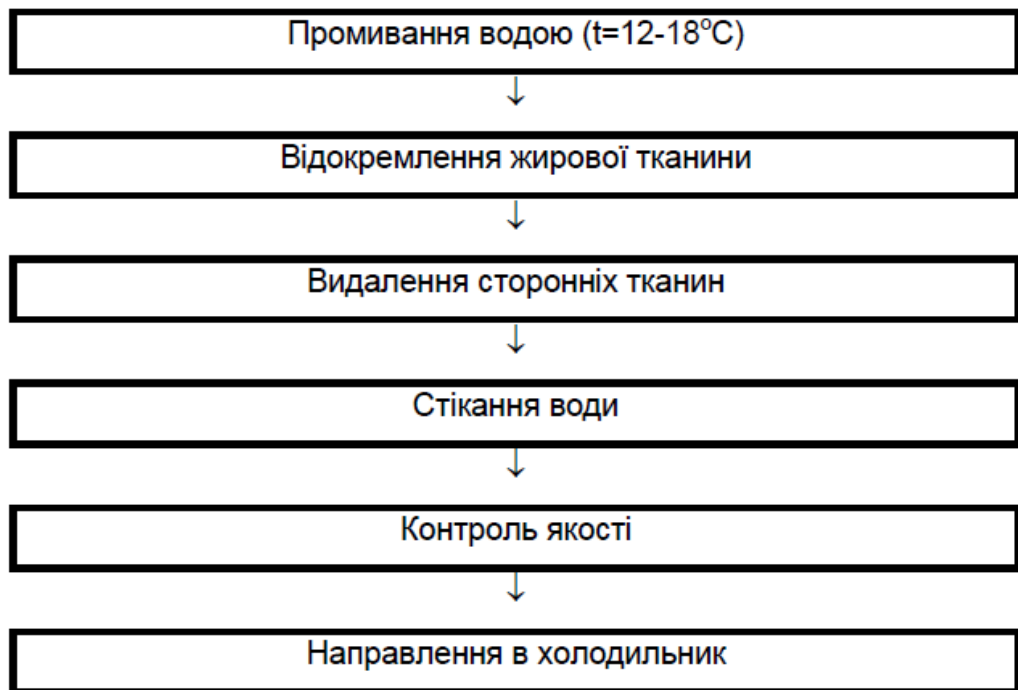 Промивання водою (t=12-18°С)
Відокремлення жирової тканини
Видалення сторонніх тканин
Стікання води
Контроль якості
Направлення в холодильник